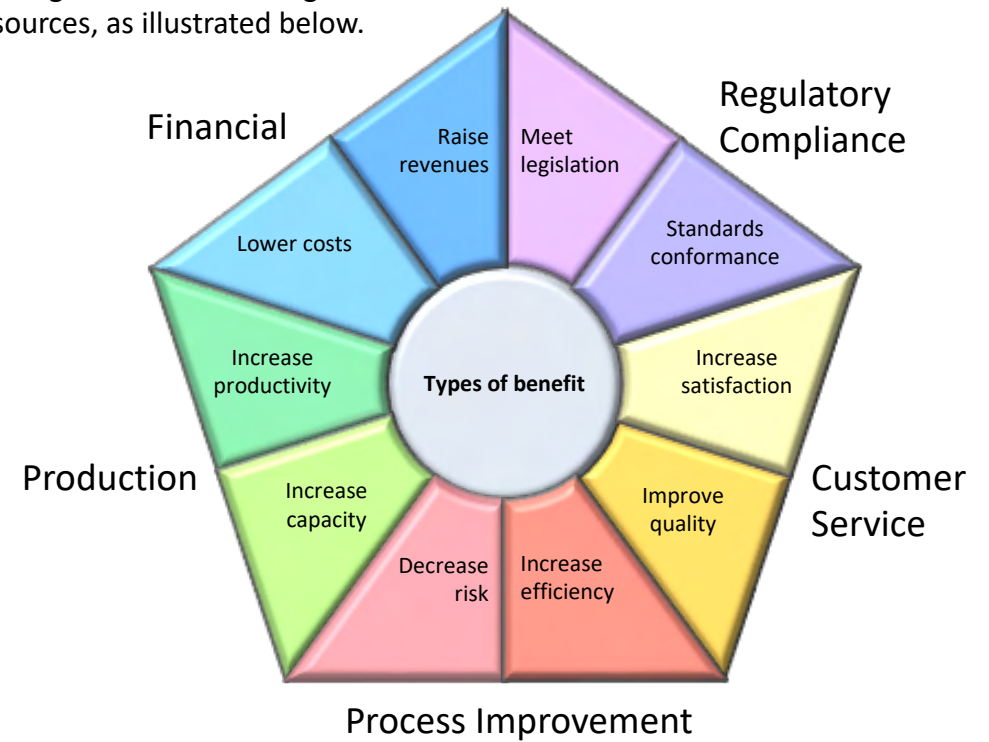 sources, as illustrated below.
Financial
Regulatory
Compliance
Raise
revenues
Meet
legislation
Lower costs
Standards
conformance
Increase
productivity
Types of benefit
Increase
satisfaction
Production
Increase
capacity
Improve
quality
Customer
Service
Decrease
risk
Increase
efficiency
Process Improvement